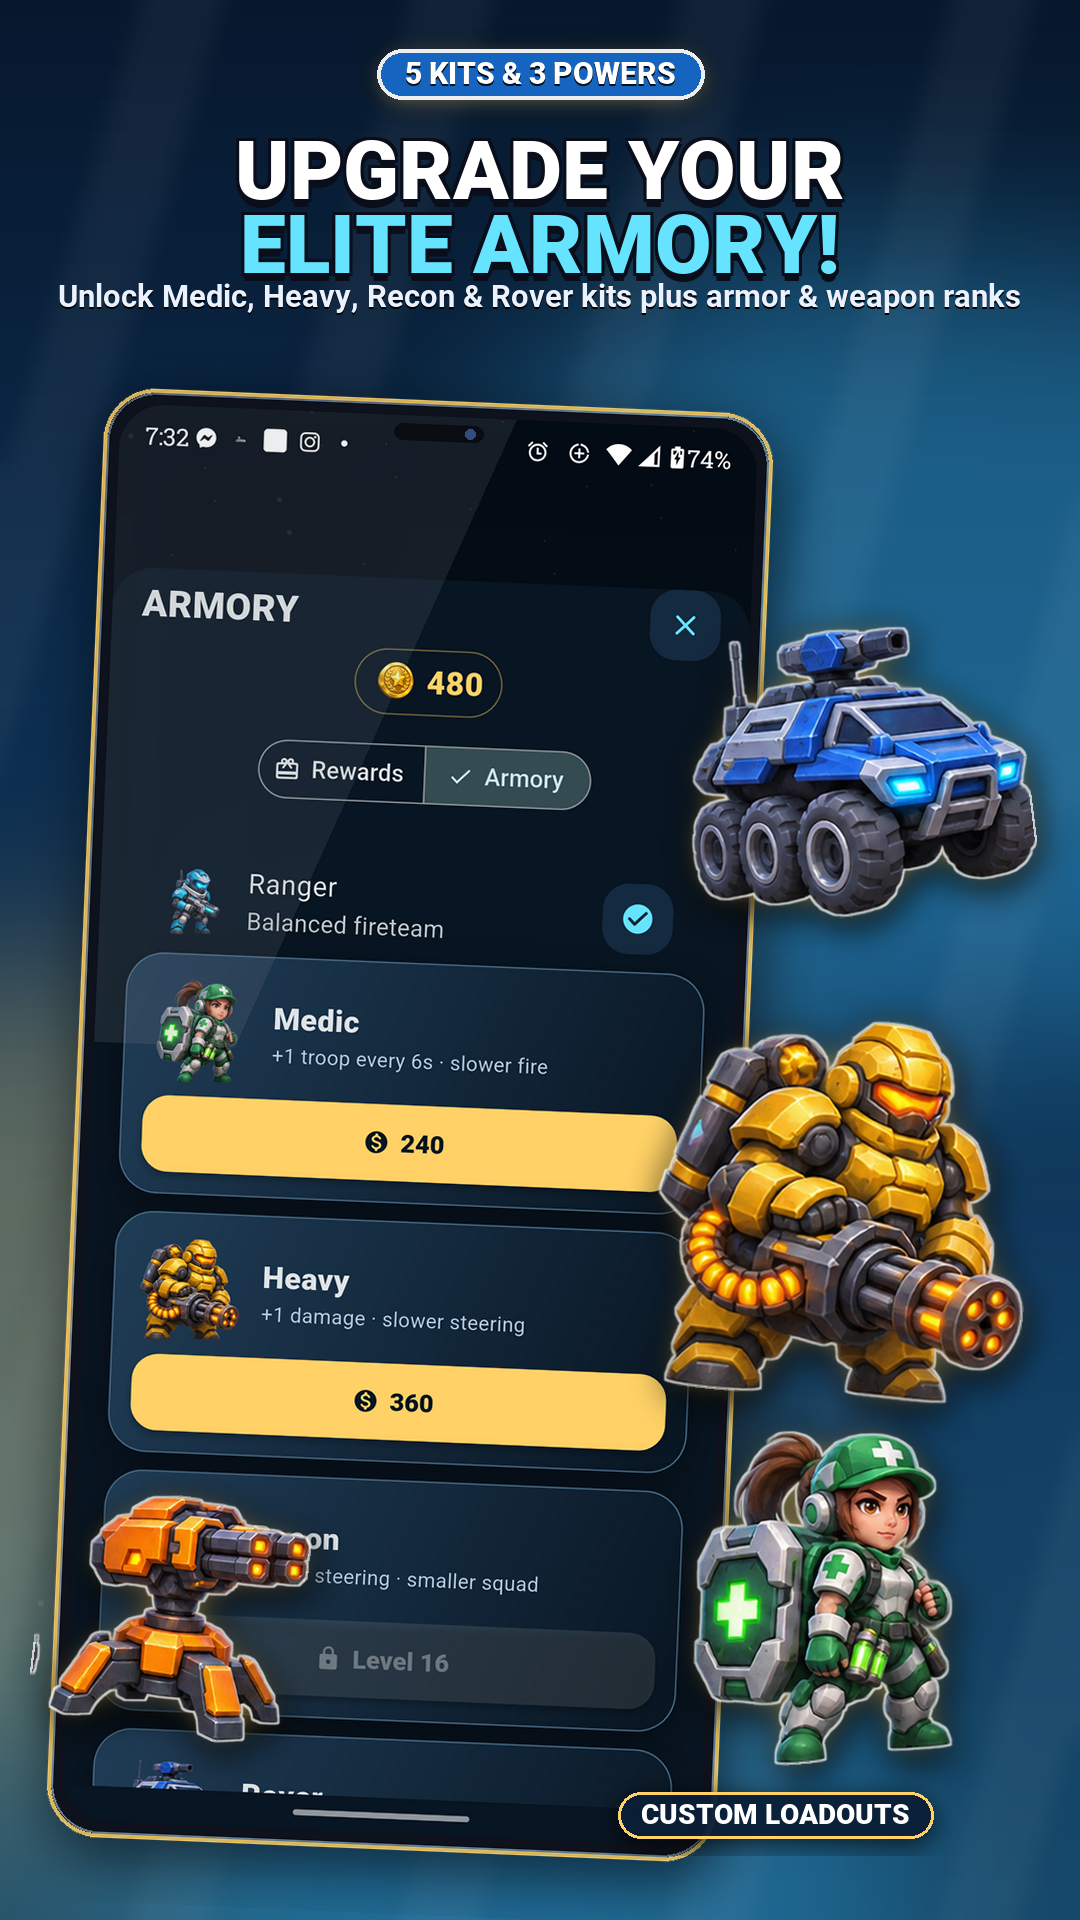 5 KITS & 3 POWERS
UPGRADE YOUR
ELITE ARMORY!
Unlock Medic, Heavy, Recon & Rover kits plus armor & weapon ranks
7:32
74%
ARMORY
480
Rewards
Armory
Ranger
Balanced fireteam
Medic
+1 troop every 6s · slower fire
240
Heavy
+1 damage · slower steering
360
on
steering · smaller squad
Level 16
Rover
CUSTOM LOADOUTS